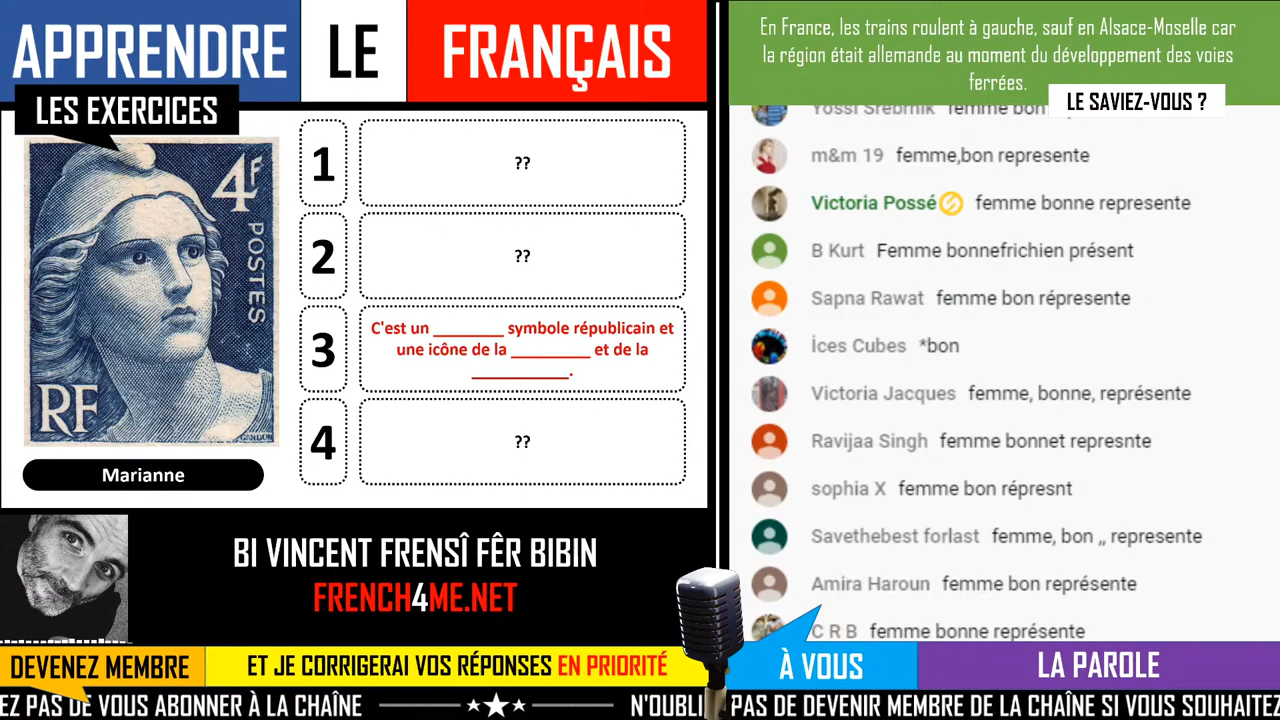 APPRENDRE LE FRANÇAIS
LES EXERCICES
4F
POSTES
RF
GANDON
Marianne
1
??
2
??
3
C'est un ________ symbole républicain et
une icône de la _________ et de la
___________.
4
??
BI VINCENT FRENSÎ FÊR BIBIN
FRENCH4ME.NET
DEVENEZ MEMBRE
ET JE CORRIGERAI VOS RÉPONSES EN PRIORITÉ
En France, les trains roulent à gauche, sauf en Alsace-Moselle car
la région était allemande au moment du développement des voies
ferrées.
LE SAVIEZ-VOUS ?
Yossi Srebrnik femme bon
m&m 19 femme,bon represente
Victoria Possé femme bonne represente
B Kurt Femme bonnefrichien présent
Sapna Rawat femme bon répresente
İces Cubes *bon
Victoria Jacques femme, bonne, représente
Ravijaa Singh femme bonnet represnte
sophia X femme bon répresnt
Savethebest forlast femme, bon ,, represente
Amira Haroun femme bon représente
C R B femme bonne représente
À VOUS LA PAROLE
EZ PAS DE VOUS ABONNER À LA CHAÎNE N'OUBLI PAS DE DEVENIR MEMBRE DE LA CHAÎNE SI VOUS SOUHAITEZ